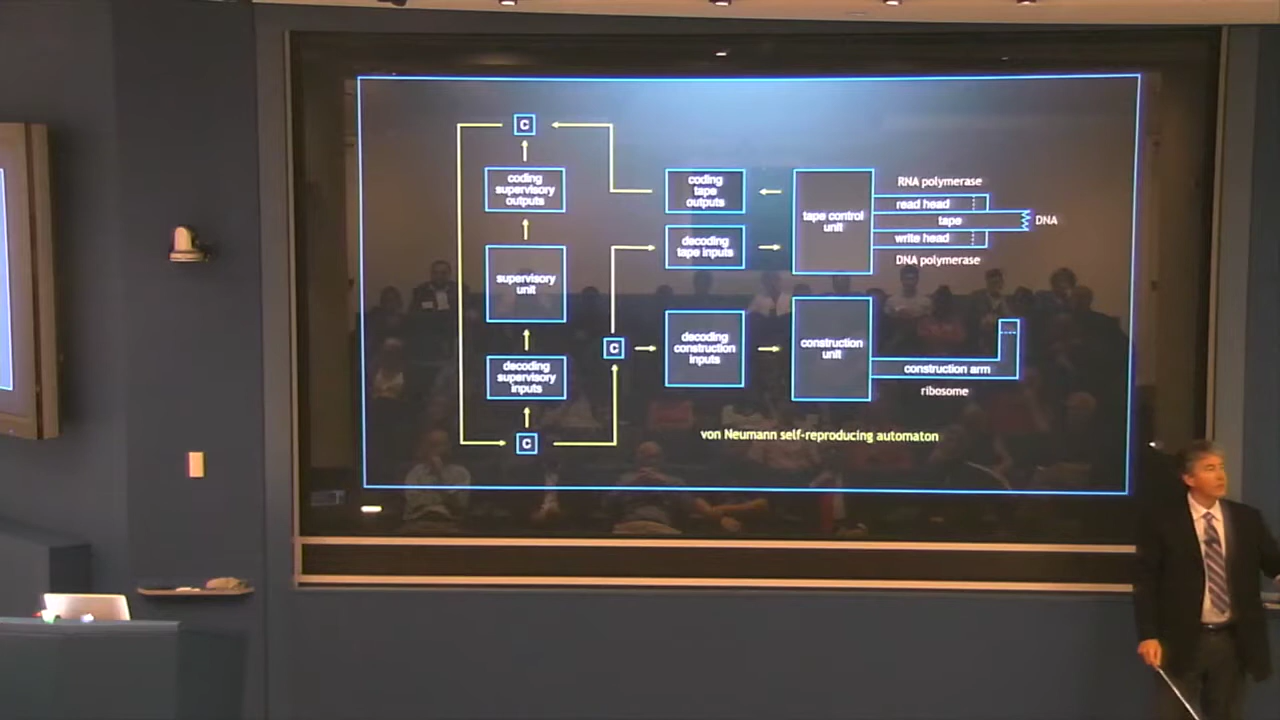 C
coding
supervisory
outputs
supervisory
unit
decoding
supervisory
inputs
C
C
coding
tape
outputs
decoding
tape inputs
decoding
construction
inputs
tape control
unit
construction
unit
RNA polymerase
read head
tape
DNA
write head
DNA polymerase
construction arm
ribosome
von Neumann self-reproducing automaton